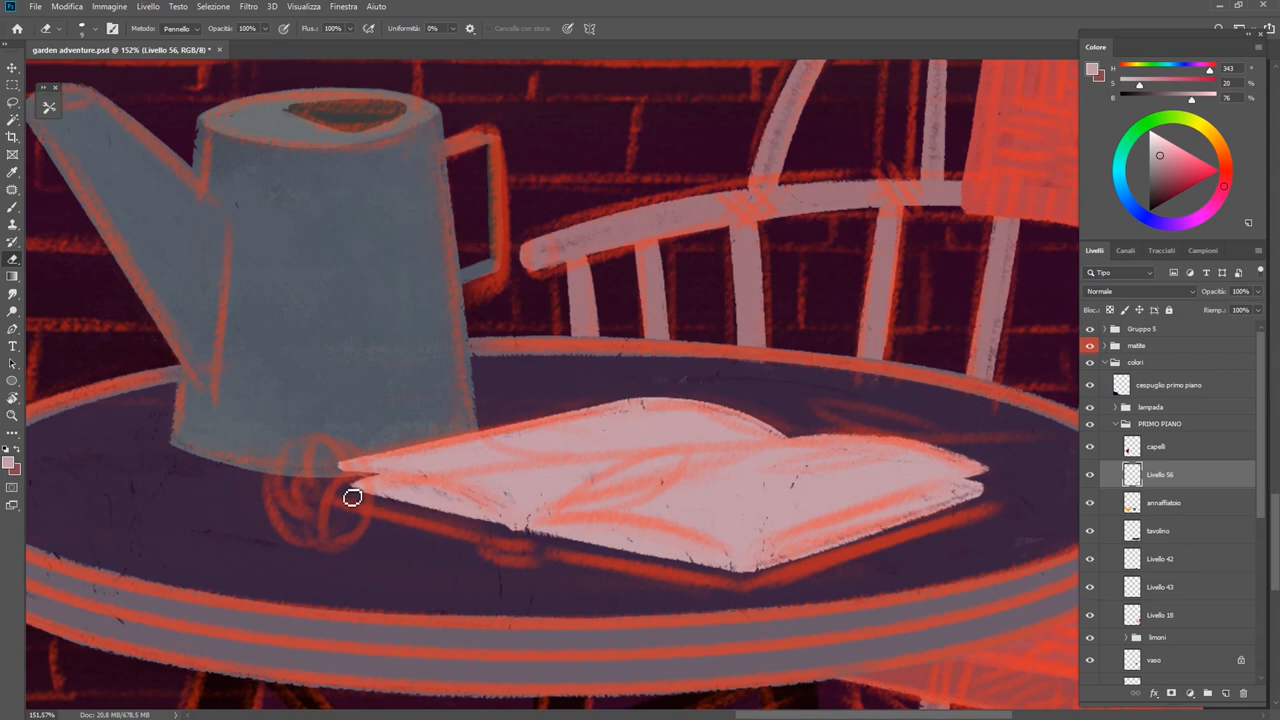 Ps File Modifica Immagine Livello Testo Selezione Filtro 3D Visualizza Finestra Aiuto
9 Metodo: Pennello Opacità: 100% Flus.: 100% Uniformità: 0% Cancella con storia
garden adventure.psd @ 152% (Livello 56, RGB/8) * ×
Colore
H 343 °
S 20 %
B 76 %
Livelli Canali Tracciati Campioni
Tipo
Normale Opacità: 100%
Bloc.: Riemp.: 100%
Gruppo 5
matite
colori
cespuglio primo piano
lampada
PRIMO PIANO
capelli
Livello 56
annaffiatoio
tavolino
Livello 42
Livello 43
Livello 18
limoni
vaso
fx
151,57% Doc: 20,8 MB/678,5 MB